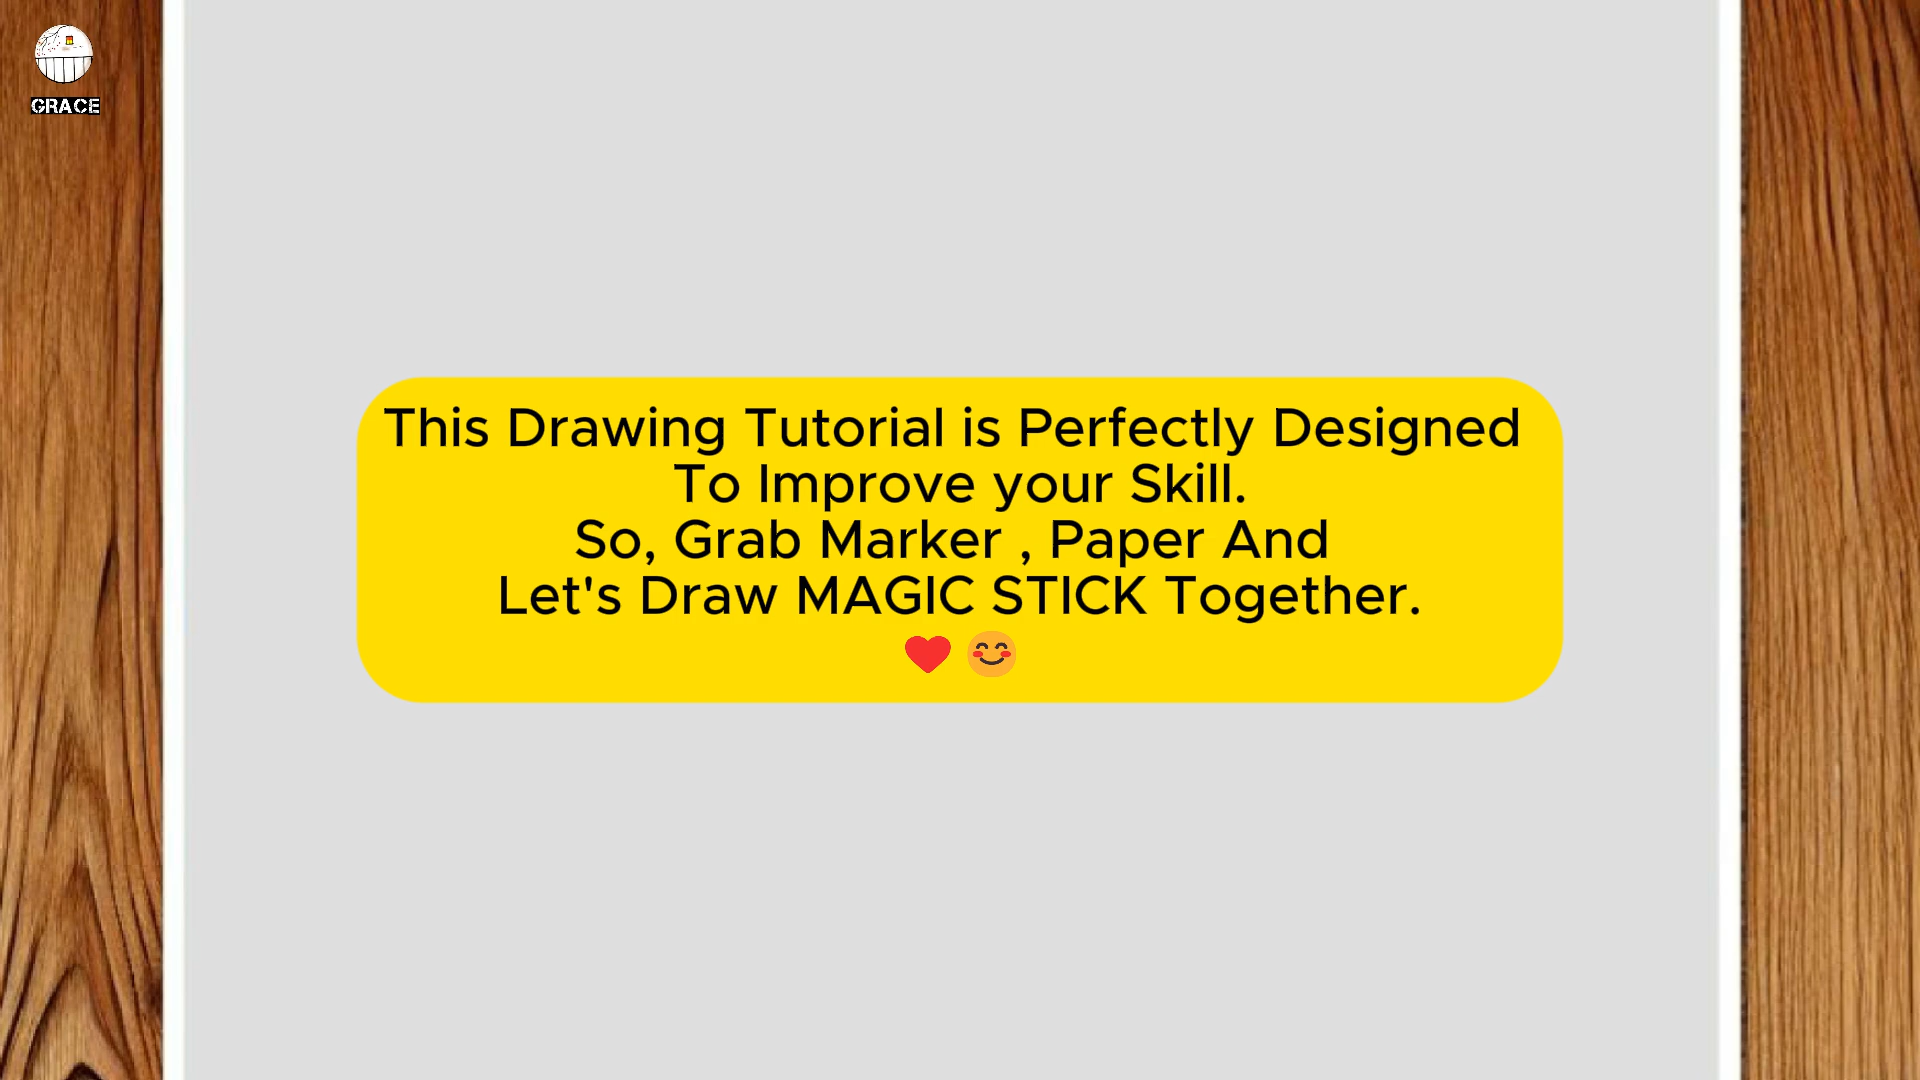 GRACE
This Drawing Tutorial is Perfectly Designed
To Improve your Skill.
So, Grab Marker , Paper And
Let's Draw MAGIC STICK Together.
❤️ 😊